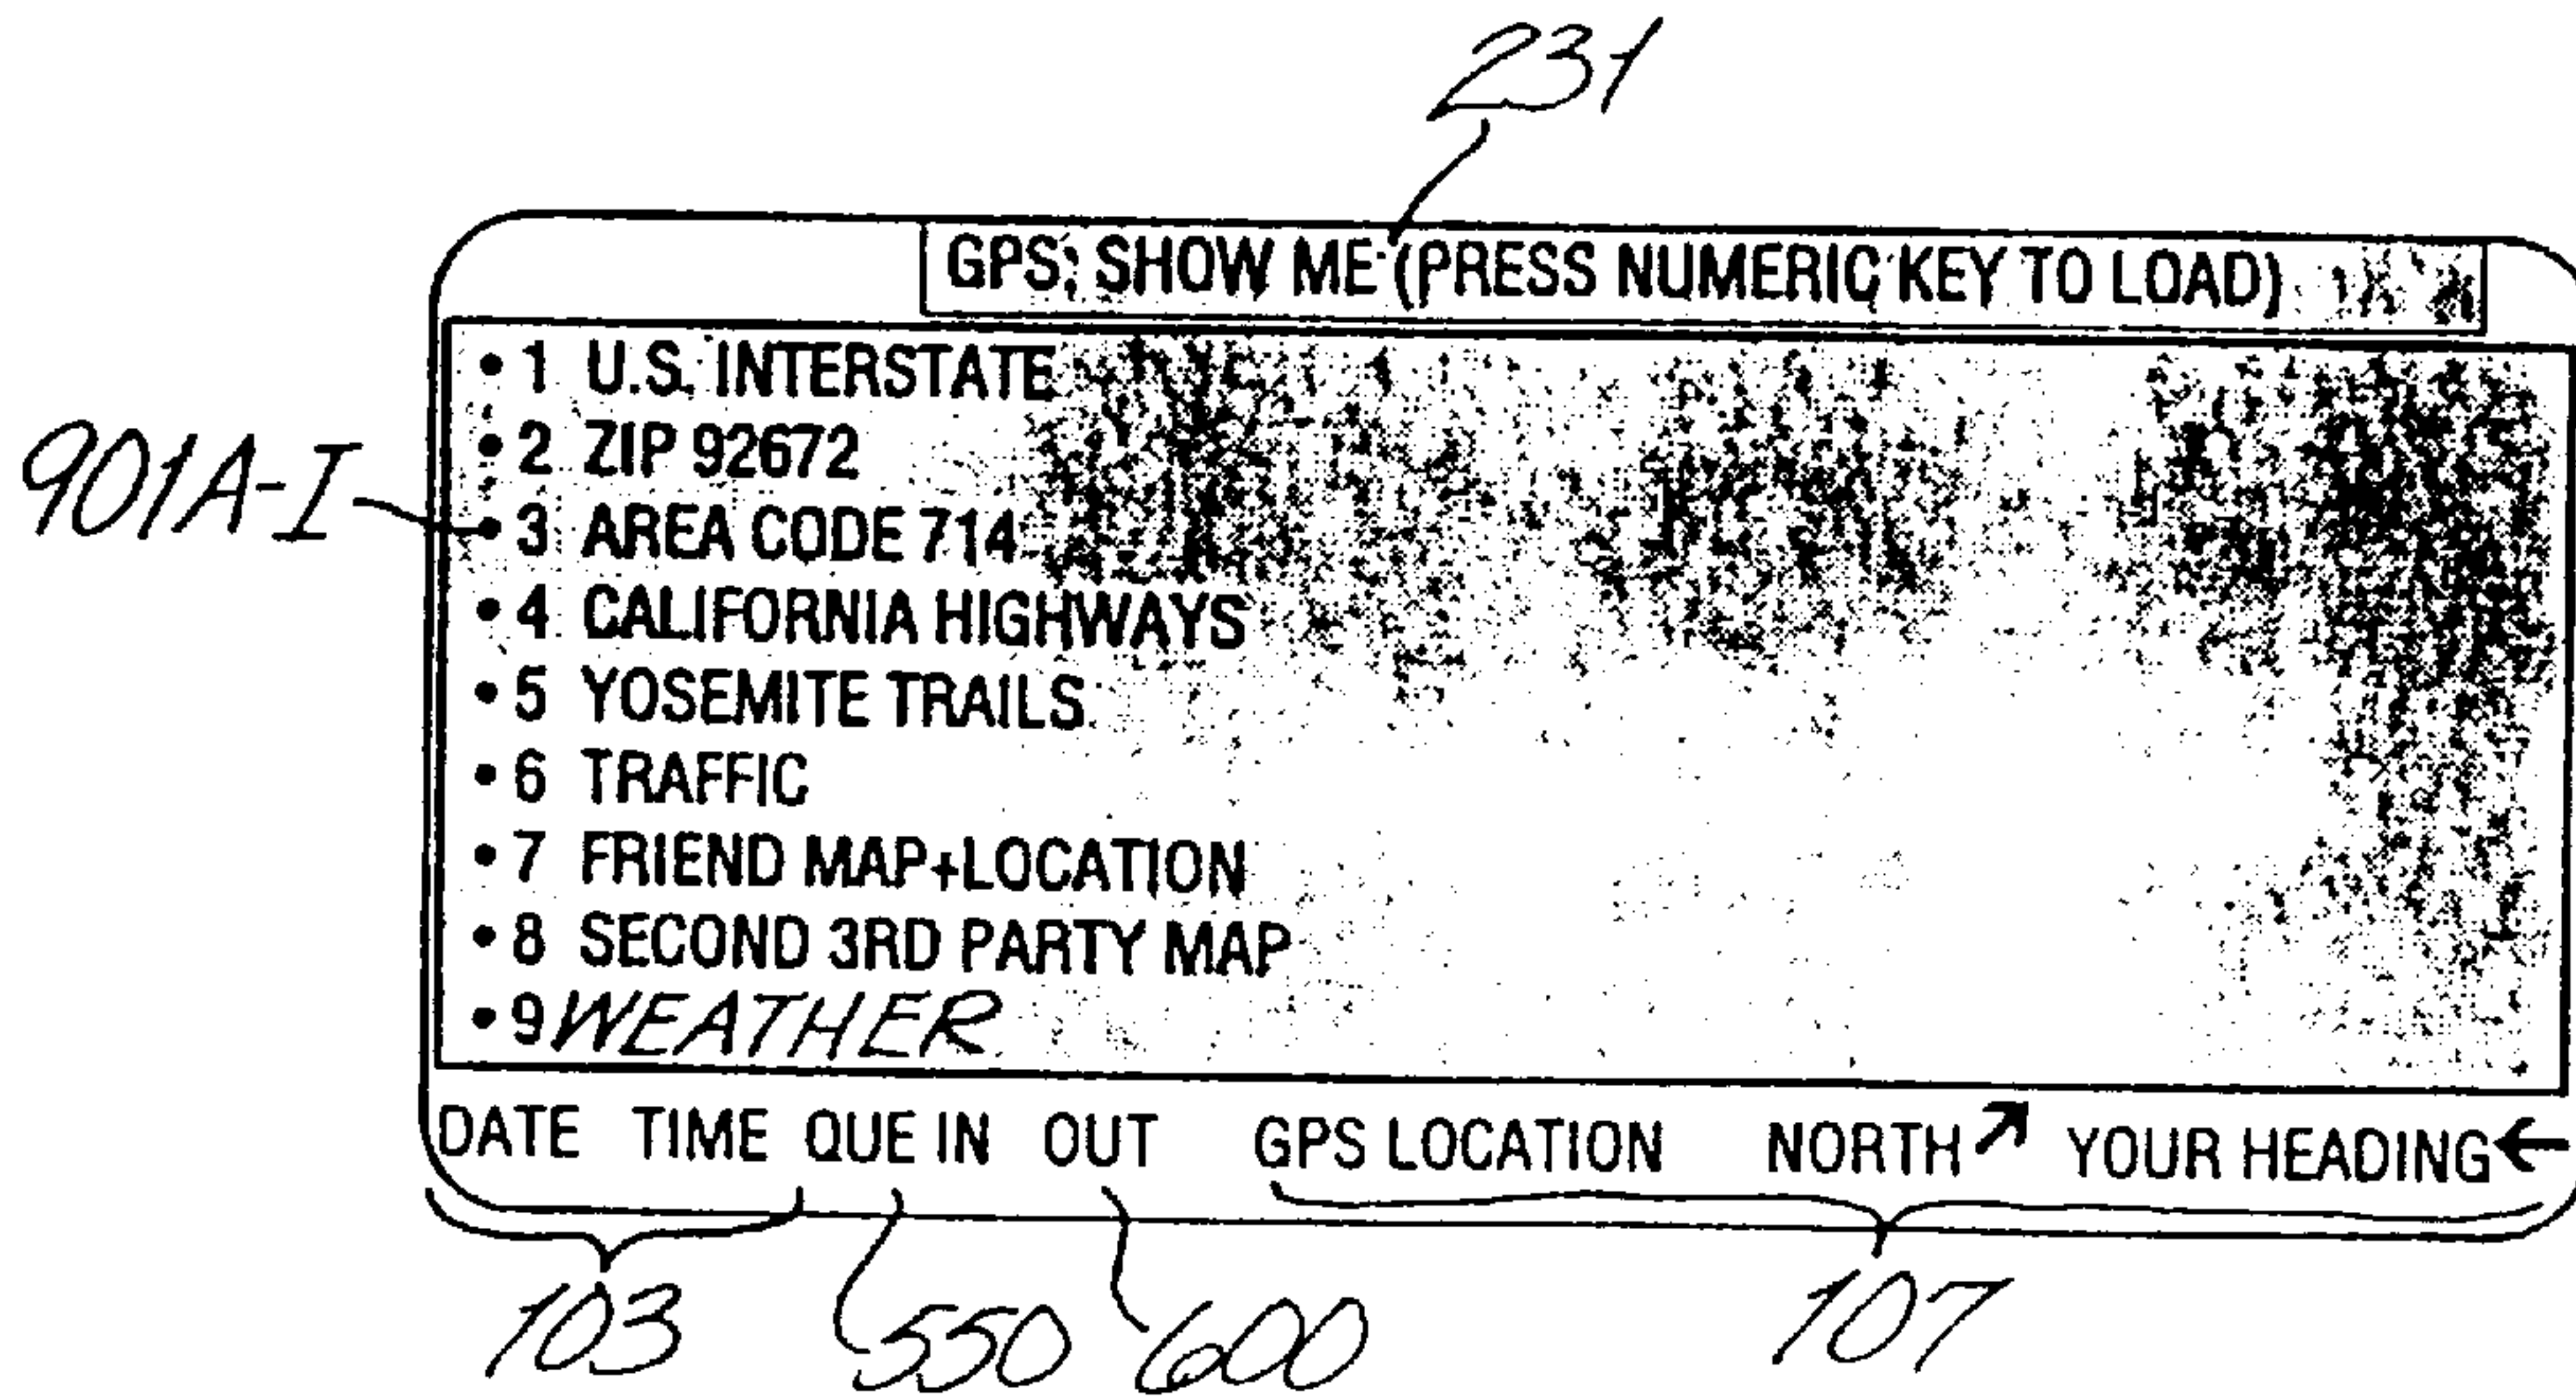 231
GPS; SHOW ME (PRESS NUMERIC KEY TO LOAD)
• 1 U.S. INTERSTATE
• 2 ZIP 92672
901A-I
• 3 AREA CODE 714
• 4 CALIFORNIA HIGHWAYS
• 5 YOSEMITE TRAILS
• 6 TRAFFIC
• 7 FRIEND MAP+LOCATION
• 8 SECOND 3RD PARTY MAP
• 9 WEATHER
DATE TIME QUE IN OUT GPS LOCATION NORTH ↗ YOUR HEADING ←
103 550 600 107